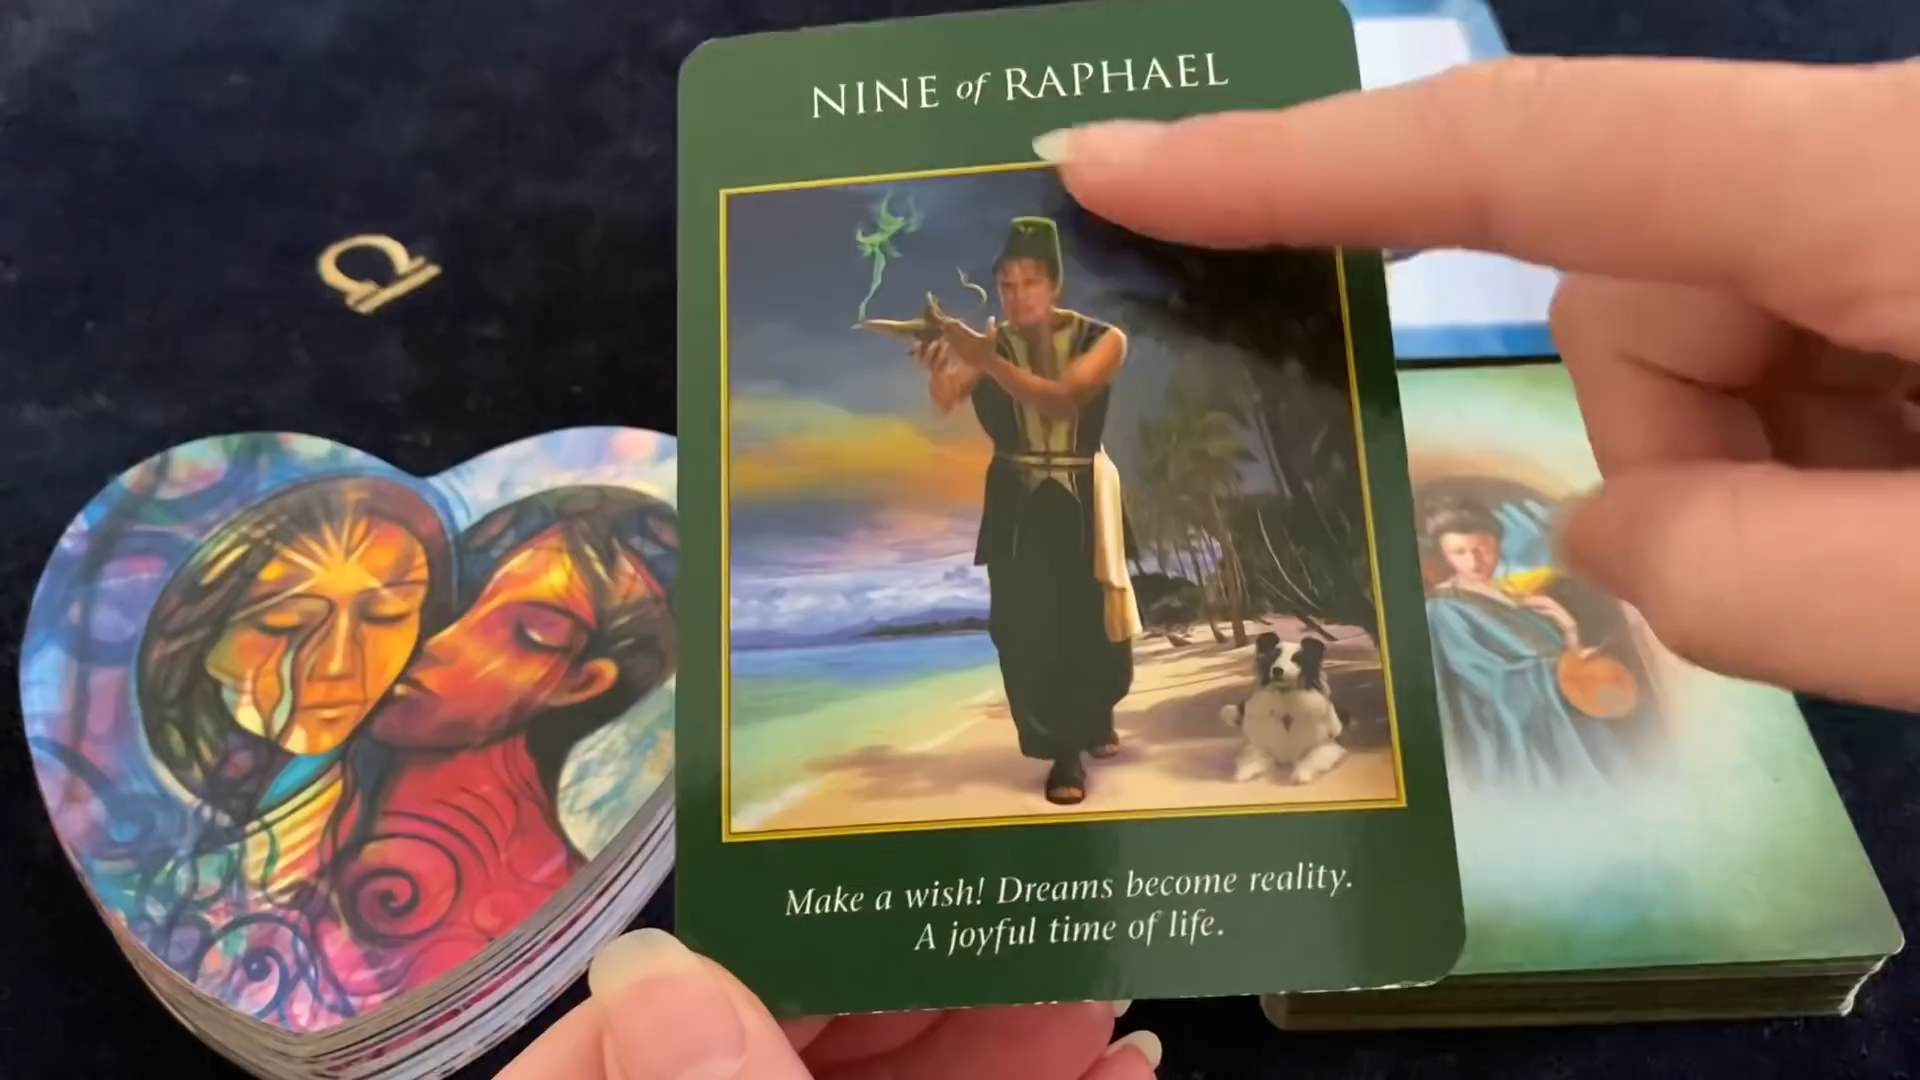 NINE of RAPHAEL
Make a wish! Dreams become reality.
A joyful time of life.